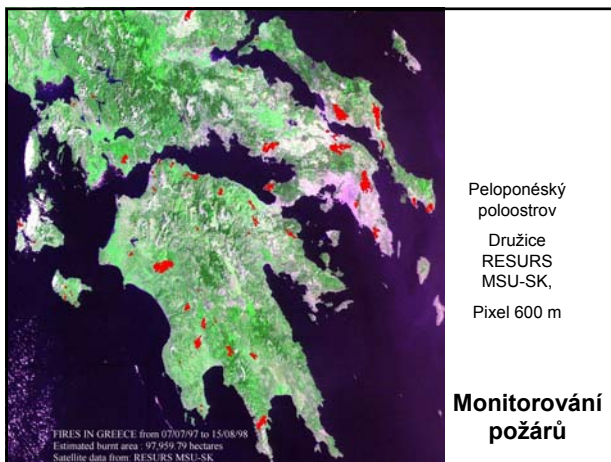 FIRES IN GREECE from 07/07/97 to 15/08/98
Estimated burnt area : 97,959.79 hectares
Satellite data from: RESURS MSU-SK
Peloponéský
poloostrov
Družice
RESURS
MSU-SK,
Pixel 600 m
Monitorování
požárů